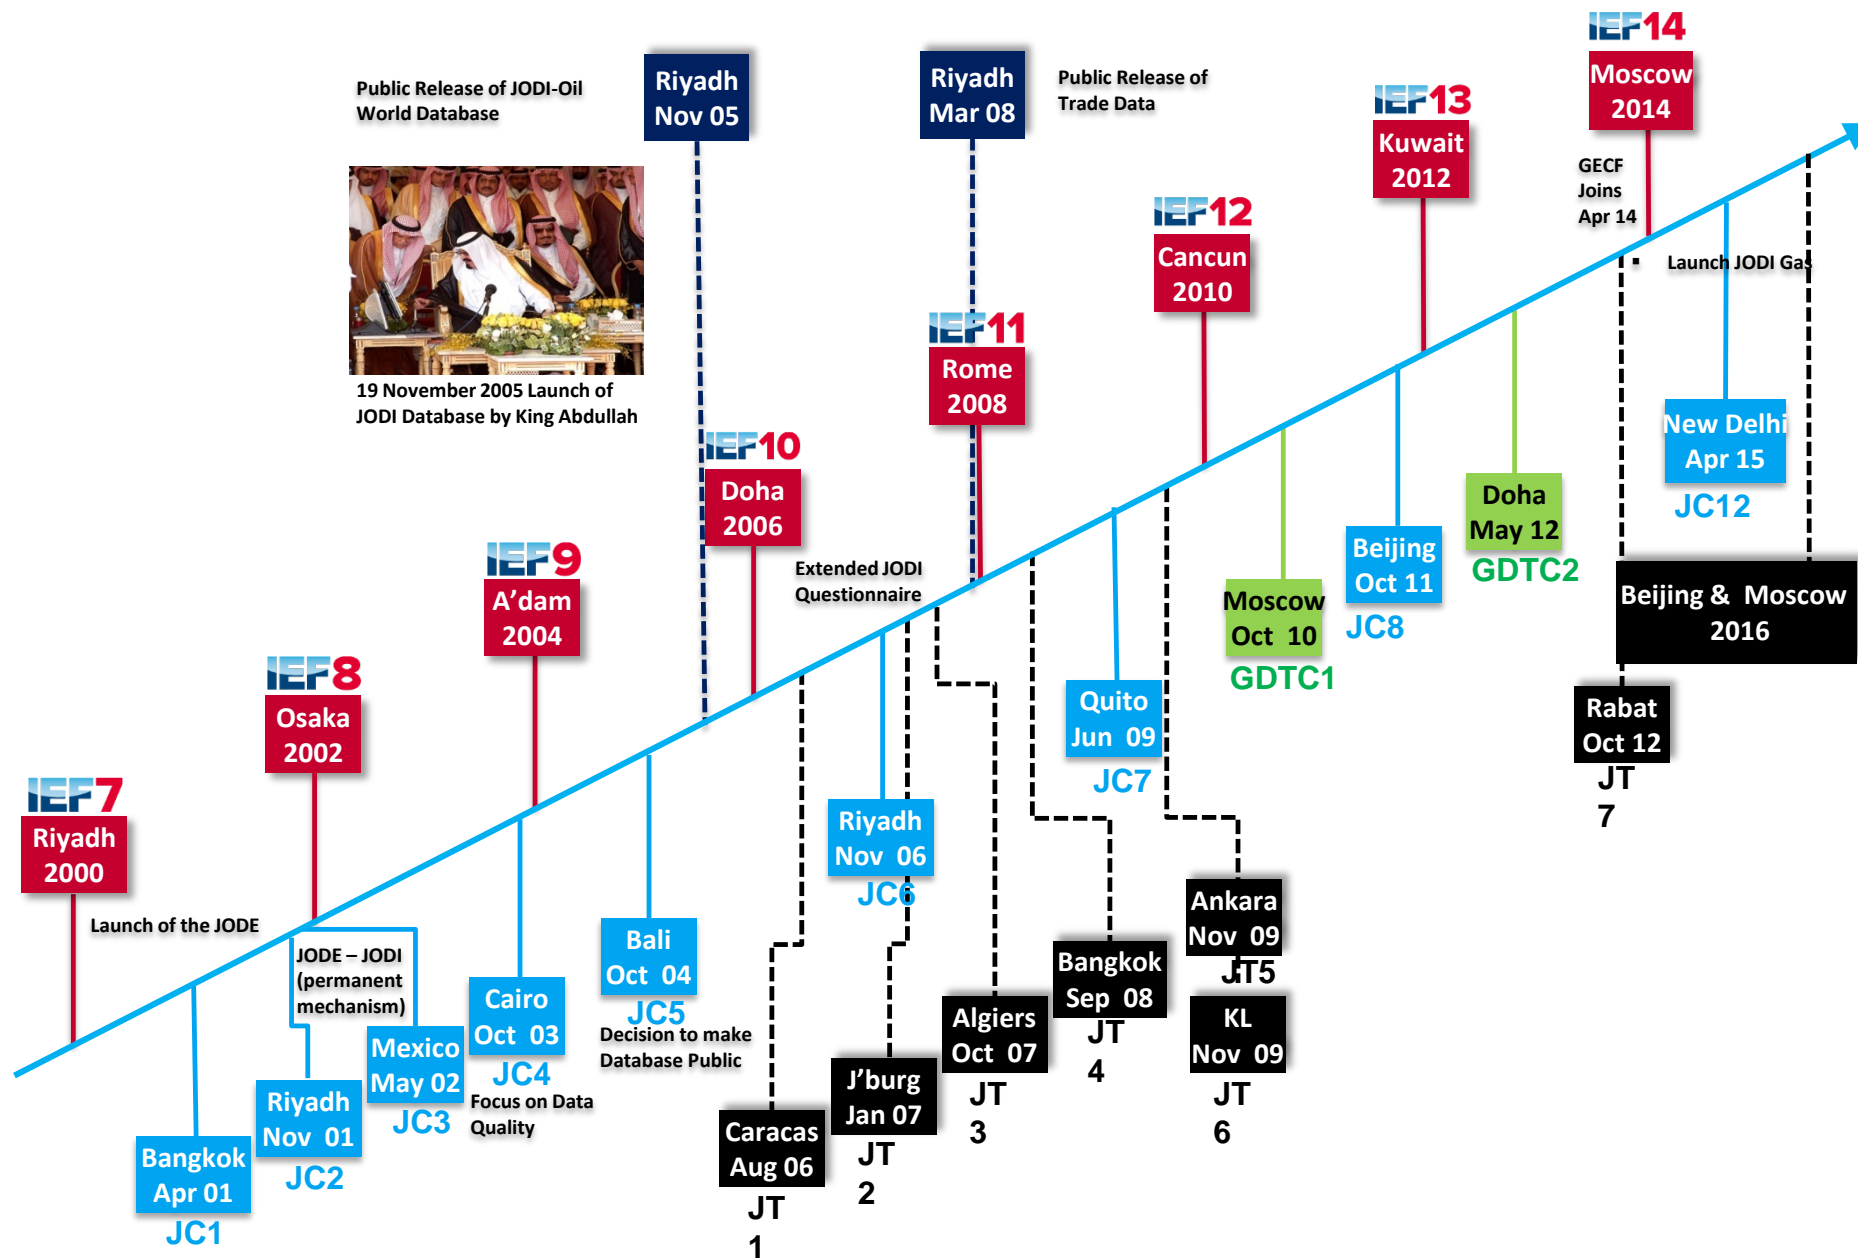 IEF14
Moscow
2014
Riyadh
Nov 05
Riyadh
Mar 08
Public Release of JODI-Oil
World Database
Public Release of
Trade Data
IEF13
Kuwait
2012
GECF
Joins
Apr 14
IEF12
Cancun
2010
▪ Launch JODI Gas
IEF11
Rome
2008
19 November 2005 Launch of
JODI Database by King Abdullah
New Delhi
Apr 15
JC12
IEF10
Doha
2006
Doha
May 12
GDTC2
Beijing
Oct 11
JC8
IEF9
A’dam
2004
Extended JODI
Questionnaire
Moscow
Oct 10
GDTC1
Beijing & Moscow
2016
IEF8
Osaka
2002
Quito
Jun 09
JC7
Rabat
Oct 12
JT
7
IEF7
Riyadh
2000
Riyadh
Nov 06
JC6
Launch of the JODE
JODE – JODI
(permanent
mechanism)
Bali
Oct 04
JC5
Decision to make
Database Public
Ankara
Nov 09
JT5
Cairo
Oct 03
JC4
Focus on Data
Quality
Bangkok
Sep 08
JT
4
Algiers
Oct 07
JT
3
KL
Nov 09
JT
6
Mexico
May 02
JC3
J’burg
Jan 07
JT
2
Riyadh
Nov 01
JC2
Caracas
Aug 06
JT
1
Bangkok
Apr 01
JC1